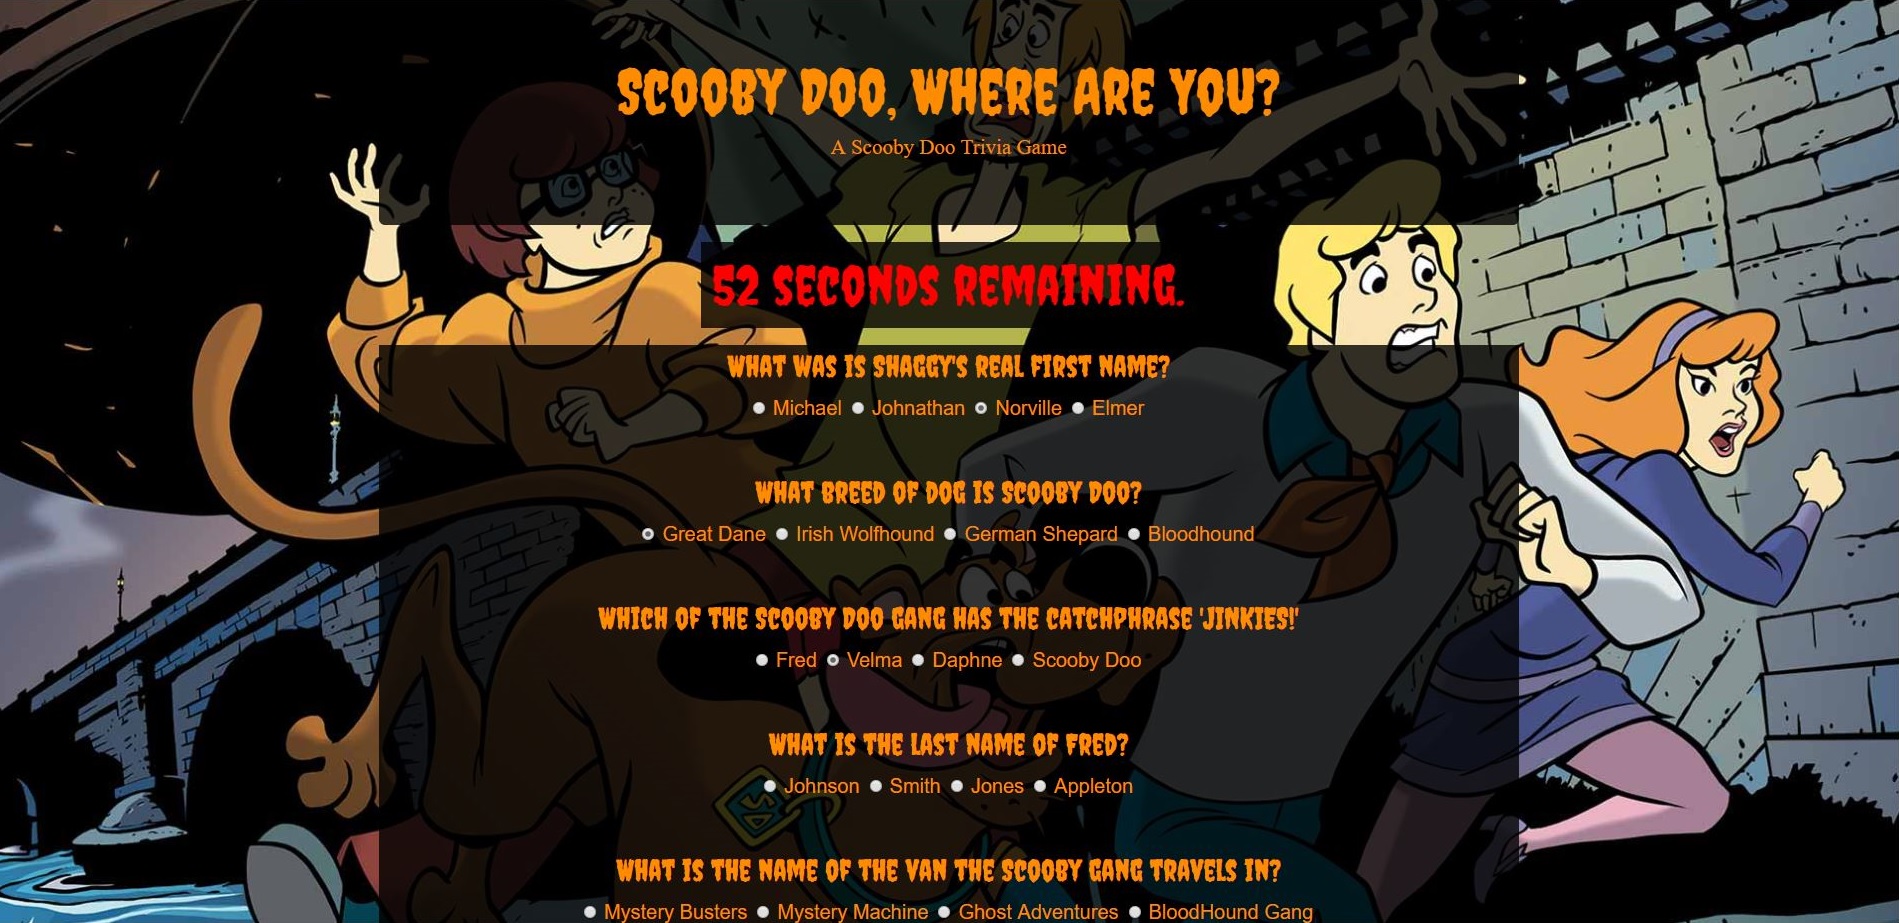 SCOOBY DOO, WHERE ARE YOU?
A Scooby Doo Trivia Game
52 SECONDS REMAINING.
WHAT WAS IS SHAGGY'S REAL FIRST NAME?
Michael Johnathan Norville Elmer
WHAT BREED OF DOG IS SCOOBY DOO?
Great Dane Irish Wolfhound German Shepard Bloodhound
WHICH OF THE SCOOBY DOO GANG HAS THE CATCHPHRASE 'JINKIES!'
Fred Velma Daphne Scooby Doo
WHAT IS THE LAST NAME OF FRED?
Johnson Smith Jones Appleton
SD
WHAT IS THE NAME OF THE VAN THE SCOOBY GANG TRAVELS IN?
Mystery Busters Mystery Machine Ghost Adventures BloodHound Gang